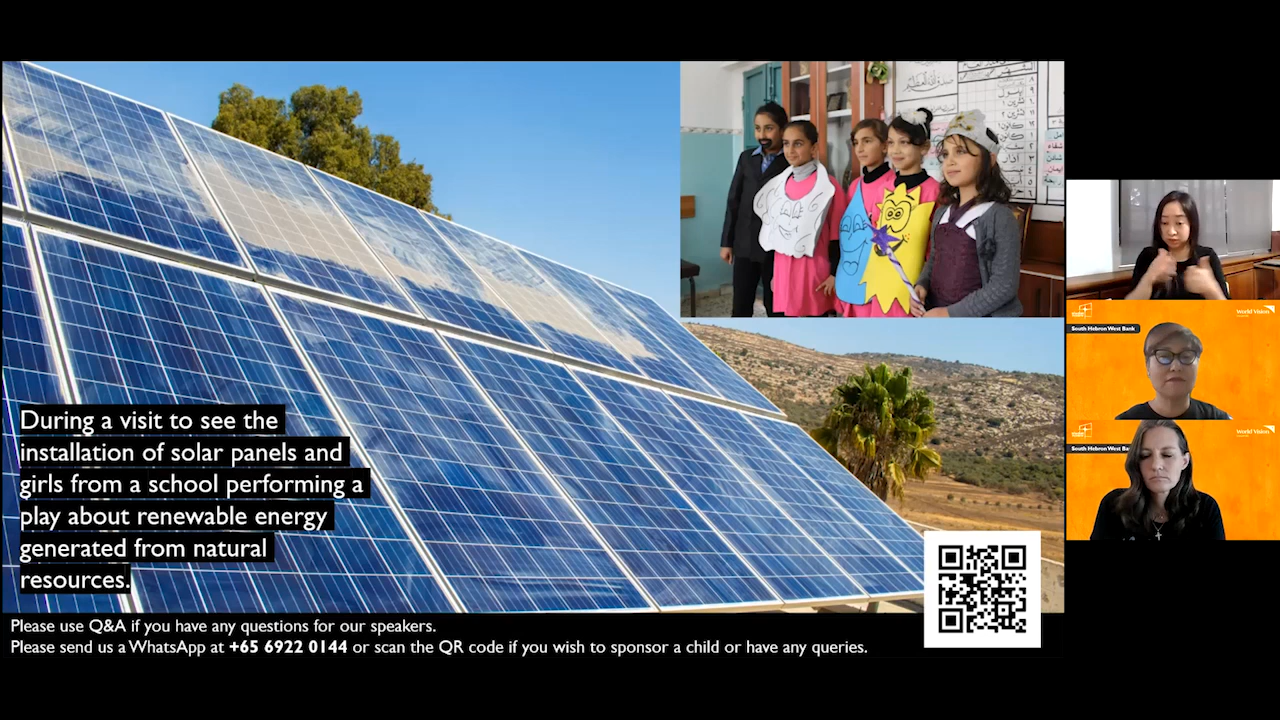 During a visit to see the
installation of solar panels and
girls from a school performing a
play about renewable energy
generated from natural
resources.
Please use Q&A if you have any questions for our speakers.
Please send us a WhatsApp at +65 6922 0144 or scan the QR code if you wish to sponsor a child or have any queries.
World Vision
South Hebron West Bank
World Vision
South Hebron West Ba